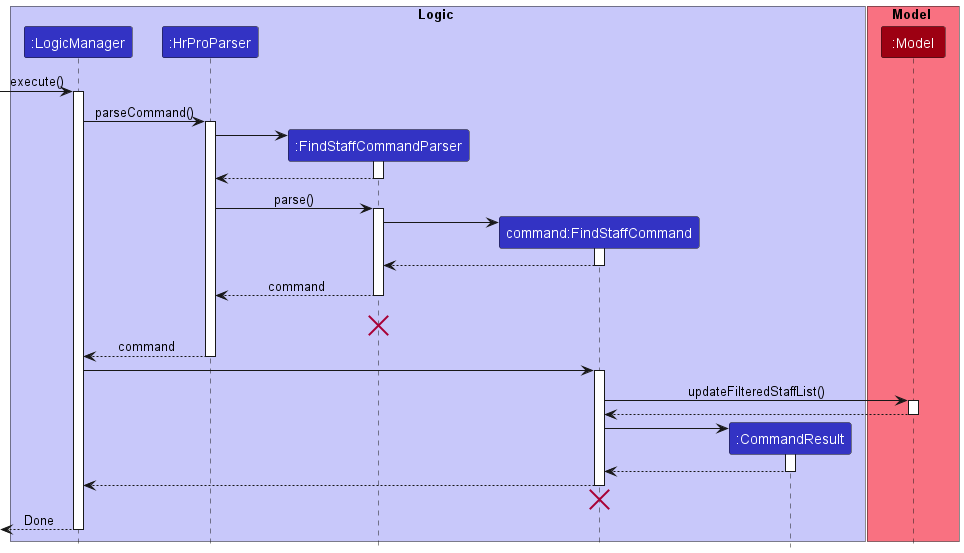 Logic
Model
:LogicManager
:HrProParser
:Model
execute()
parseCommand()
:FindStaffCommandParser
parse()
command:FindStaffCommand
command
command
updateFilteredStaffList()
:CommandResult
Done